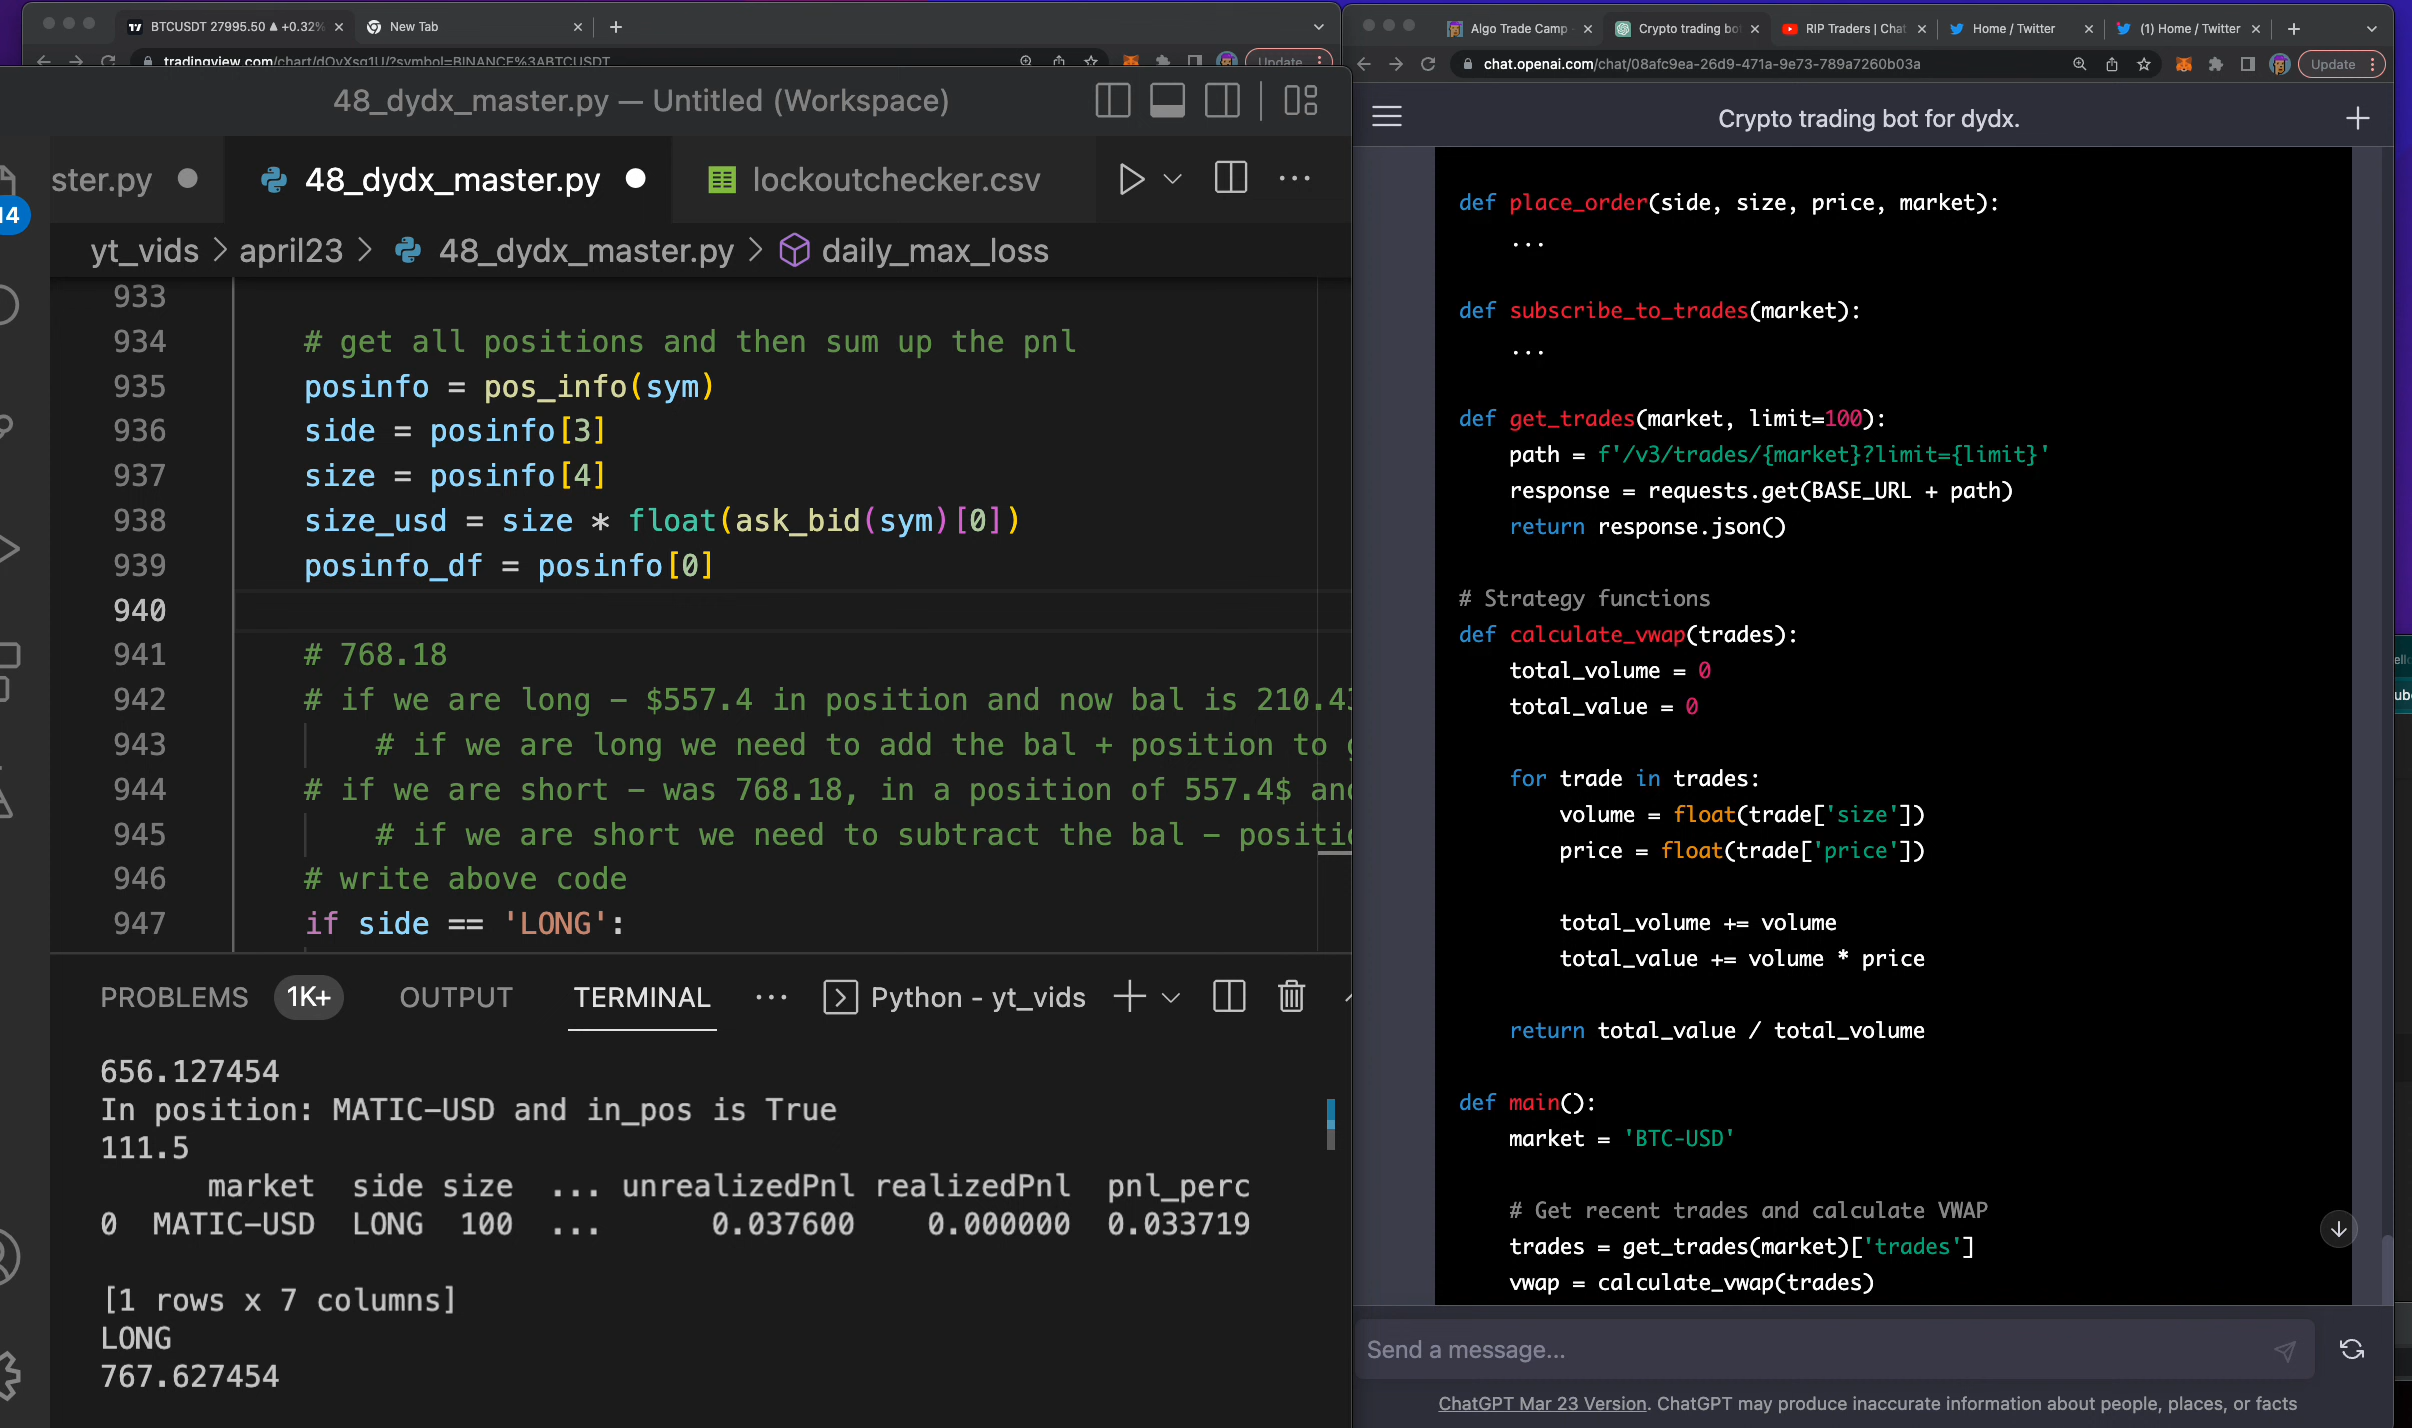 BTCUSDT 27995.50 ▲ +0.32%
New Tab
tradingview.com/chart/dOvXsg1U/?symbol=BINANCE%3ABTCUSDT
Update
48_dydx_master.py — Untitled (Workspace)
ster.py
48_dydx_master.py
lockoutchecker.csv
14
yt_vids > april23 > 48_dydx_master.py > daily_max_loss
933
934 # get all positions and then sum up the pnl
935 posinfo = pos_info(sym)
936 side = posinfo[3]
937 size = posinfo[4]
938 size_usd = size * float(ask_bid(sym)[0])
939 posinfo_df = posinfo[0]
940
941 # 768.18
942 # if we are long – $557.4 in position and now bal is 210.43
943 # if we are long we need to add the bal + position to
944 # if we are short – was 768.18, in a position of 557.4$ and
945 # if we are short we need to subtract the bal – positio
946 # write above code
947 if side == 'LONG':
PROBLEMS 1K+ OUTPUT TERMINAL ... Python - yt_vids
656.127454
In position: MATIC-USD and in_pos is True
111.5
market side size ... unrealizedPnl realizedPnl pnl_perc
0 MATIC-USD LONG 100 ... 0.037600 0.000000 0.033719
[1 rows x 7 columns]
LONG
767.627454
Algo Trade Camp
Crypto trading bot
RIP Traders | Chat
Home / Twitter
(1) Home / Twitter
chat.openai.com/chat/08afc9ea-26d9-471a-9e73-789a7260b03a
Update
Crypto trading bot for dydx.
def place_order(side, size, price, market):
...
def subscribe_to_trades(market):
...
def get_trades(market, limit=100):
path = f'/v3/trades/{market}?limit={limit}'
response = requests.get(BASE_URL + path)
return response.json()
# Strategy functions
def calculate_vwap(trades):
total_volume = 0
total_value = 0
for trade in trades:
volume = float(trade['size'])
price = float(trade['price'])
total_volume += volume
total_value += volume * price
return total_value / total_volume
def main():
market = 'BTC-USD'
# Get recent trades and calculate VWAP
trades = get_trades(market)['trades']
vwap = calculate_vwap(trades)
Send a message...
ChatGPT Mar 23 Version. ChatGPT may produce inaccurate information about people, places, or facts